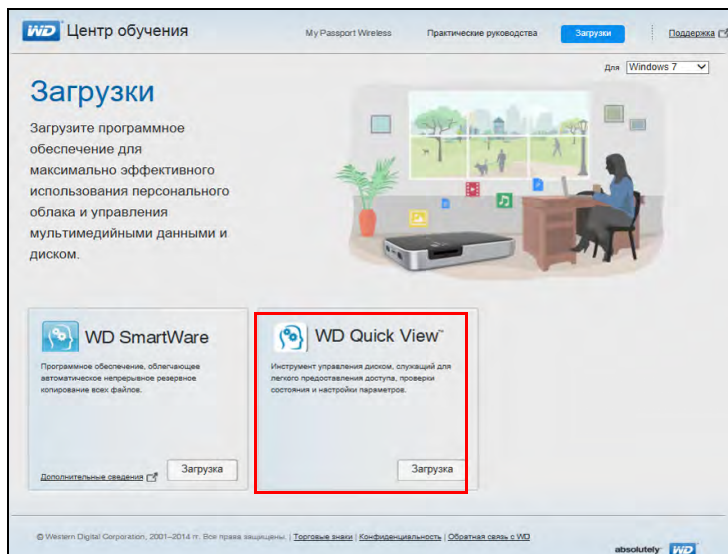 WD Центр обучения
My Passport Wireless Практические руководства Загрузки Поддержка
Для Windows 7
Загрузки
Загрузите программное
обеспечение для
максимально эффективного
использования персонального
облака и управления
мультимедийными данными и
диском.
WD SmartWare
Программное обеспечение, облегчающее
автоматическое непрерывное резервное
копирование всех файлов.
Дополнительные сведения Загрузка
WD Quick View™
Инструмент управления диском, служащий для
легкого предоставления доступа, проверки
состояния и настройки параметров.
Загрузка
© Western Digital Corporation, 2001–2014 гг. Все права защищены. | Торговые знаки | Конфиденциальность | Обратная связь с WD
absolutely WD